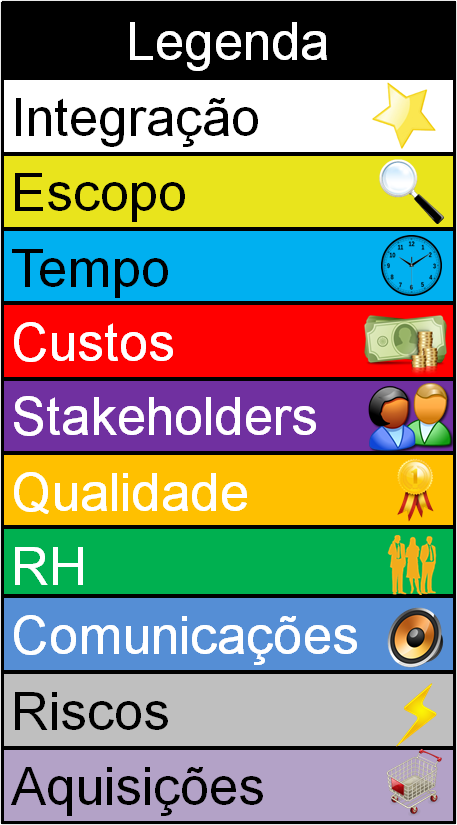 Legenda
Integração
Escopo
Tempo
Custos
Stakeholders
Qualidade
RH
Comunicações
Riscos
Aquisições